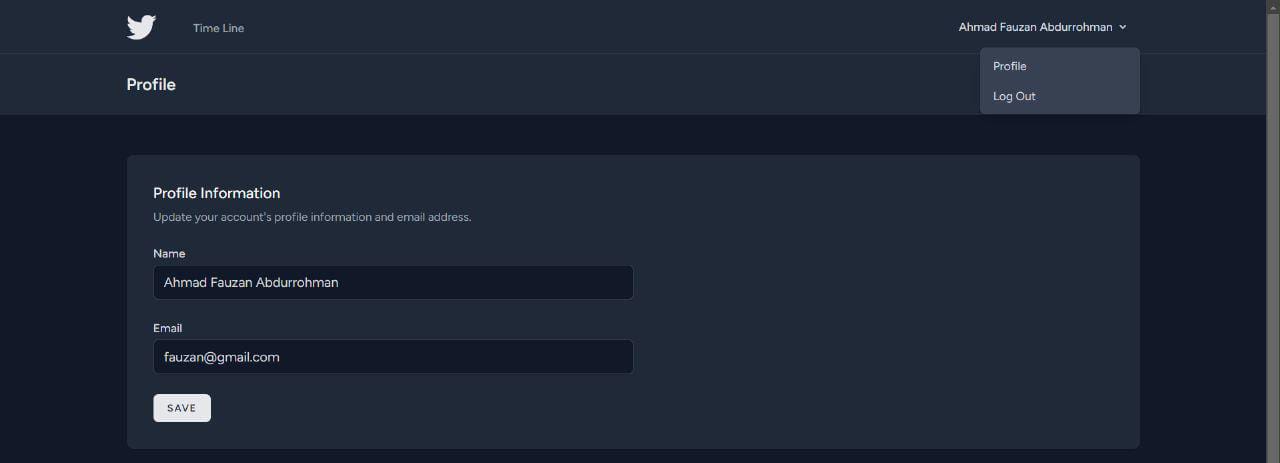 Time Line
Ahmad Fauzan Abdurrohman
Profile
Profile
Log Out
Profile Information
Update your account's profile information and email address.
Name
Ahmad Fauzan Abdurrohman
Email
fauzan@gmail.com
SAVE